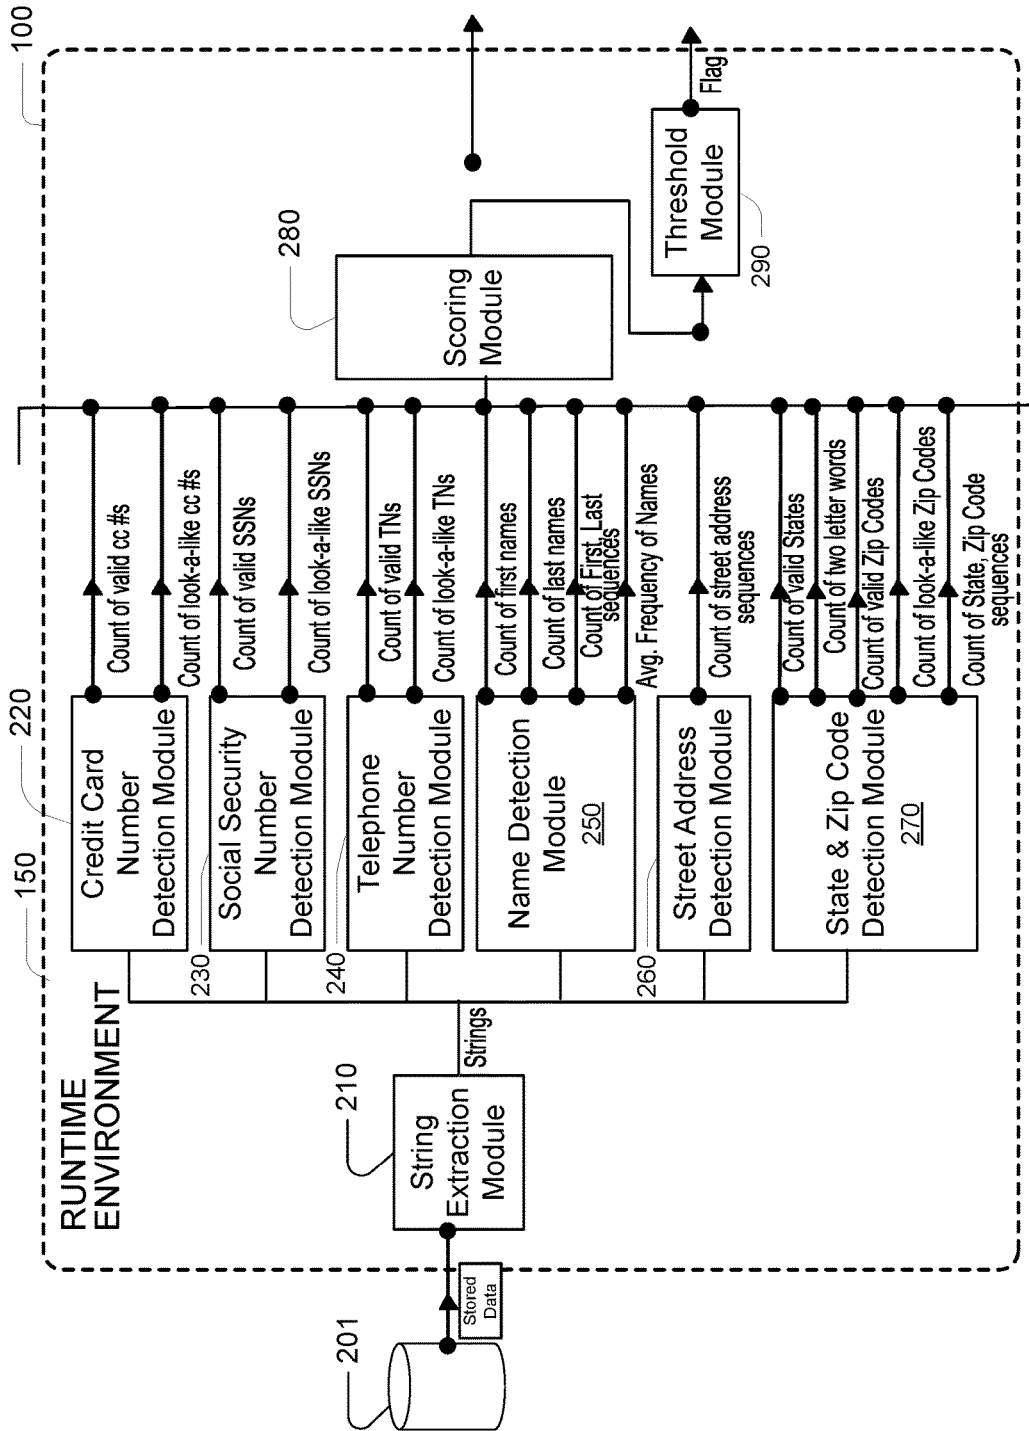 100
150
RUNTIME
ENVIRONMENT
201
Stored
Data
210
String
Extraction
Module
Strings
220
Credit Card
Number
Detection Module
230
Social Security
Number
Detection Module
240
Telephone
Number
Detection Module
Name Detection
Module
250
260
Street Address
Detection Module
State & Zip Code
Detection Module
270
Count of valid cc #s
Count of look-a-like cc #s
Count of valid SSNs
Count of look-a-like SSNs
Count of valid TNs
Count of look-a-like TNs
Count of first names
Count of last names
Count of First, Last
sequences
Avg. Frequency of Names
Count of street address
sequences
Count of valid States
Count of two letter words
Count of valid Zip Codes
Count of look-a-like Zip Codes
Count of State, Zip Code
sequences
280
Scoring
Module
Threshold
Module
290
Flag